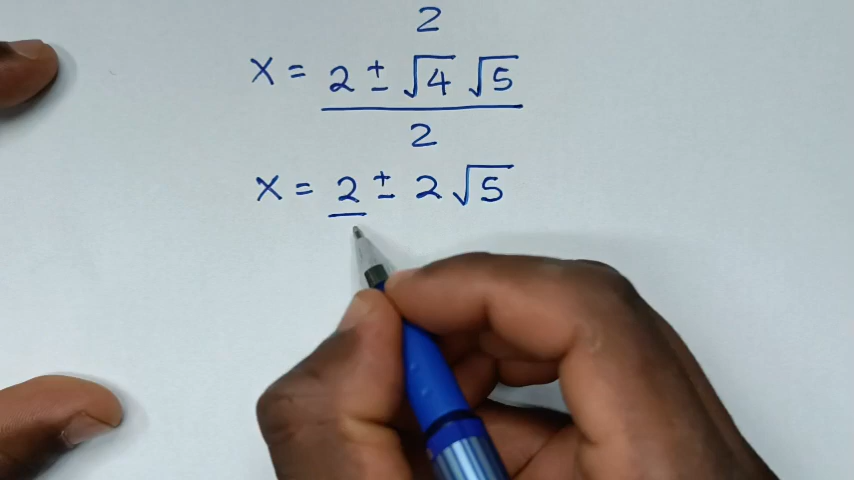 2
x = 2 ± √4 √5
2
x = 2 ± 2√5